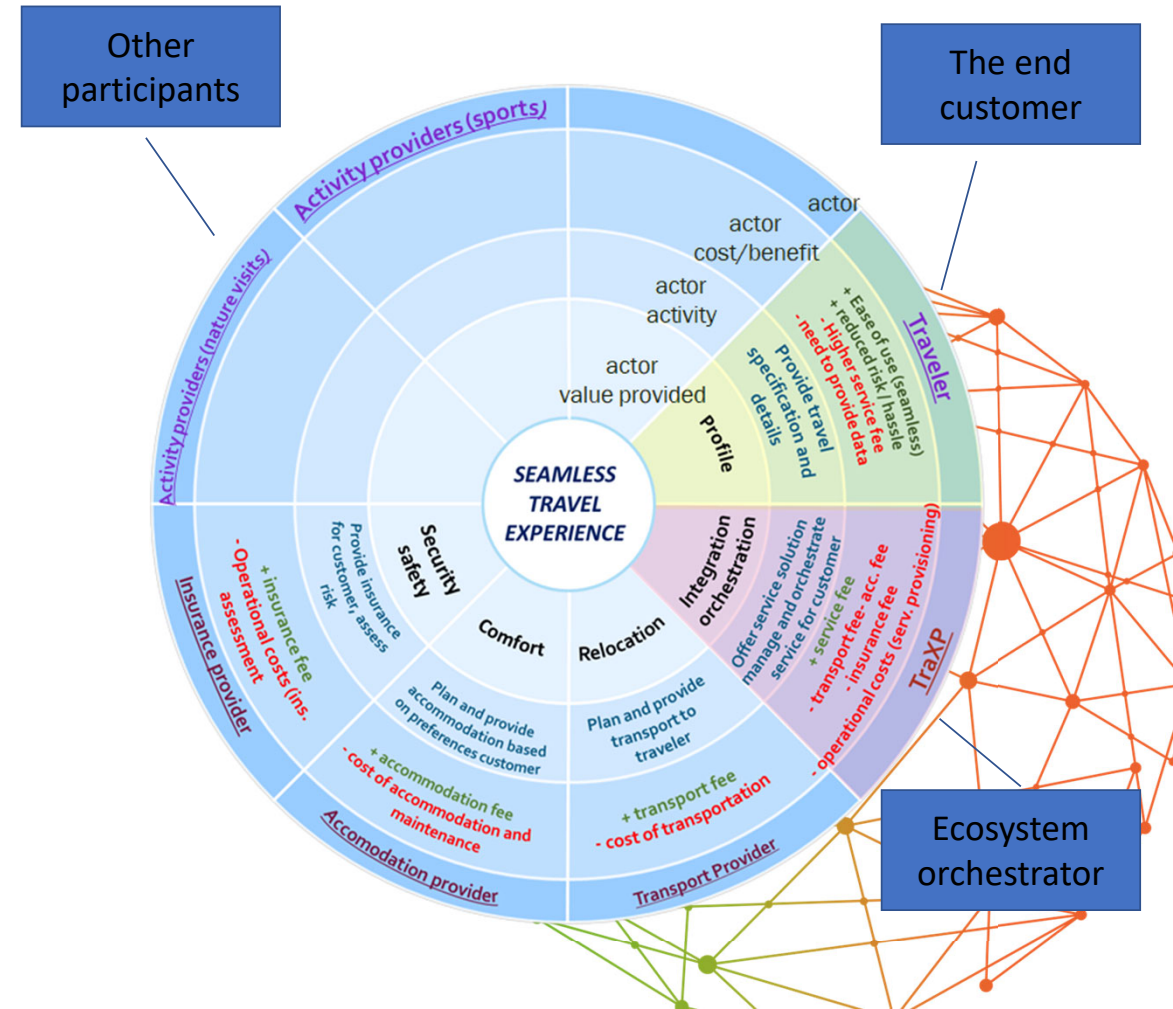 Other
participants
The end
customer
Activity providers (sports)
Activity providers (nature visits)
actor
actor
cost/benefit
actor
activity
actor
value provided
SEAMLESS
TRAVEL
EXPERIENCE
Traveler
+ Ease of use (seamless)
+ reduced risk / hassle
- Higher service fee
- need to provide data
Provide travel
specification and
details
Profile
TraXP
Integration
orchestration
Offer service solution
manage and orchestrate
service for customer
+ service fee
- transport fee- acc. fee
- insurance fee
- operational costs (serv. provisioning)
Relocation
Plan and provide
transport to
traveler
+ transport fee
- cost of transportation
Transport Provider
Comfort
Plan and provide
accommodation based
on preferences customer
+ accommodation fee
- cost of accommodation and
maintenance
Accomodation provider
Security
safety
Provide insurance
for customer, assess
risk
+ insurance fee
- Operational costs (ins.
assessment
Insurance provider
Ecosystem
orchestrator